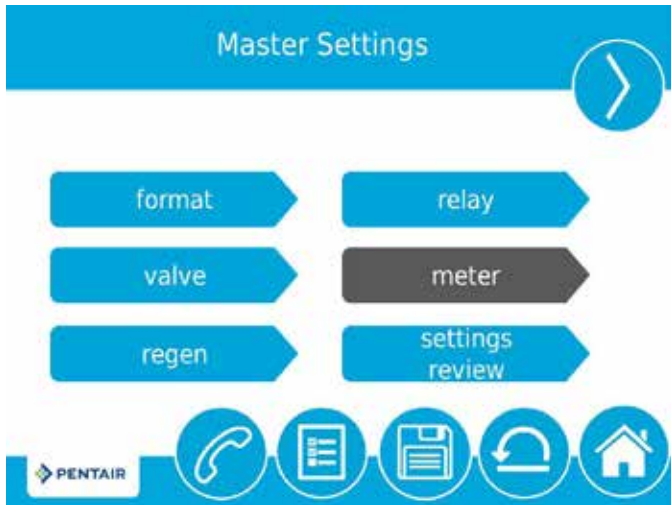 Master Settings
format
relay
valve
meter
regen
settings
review
PENTAIR